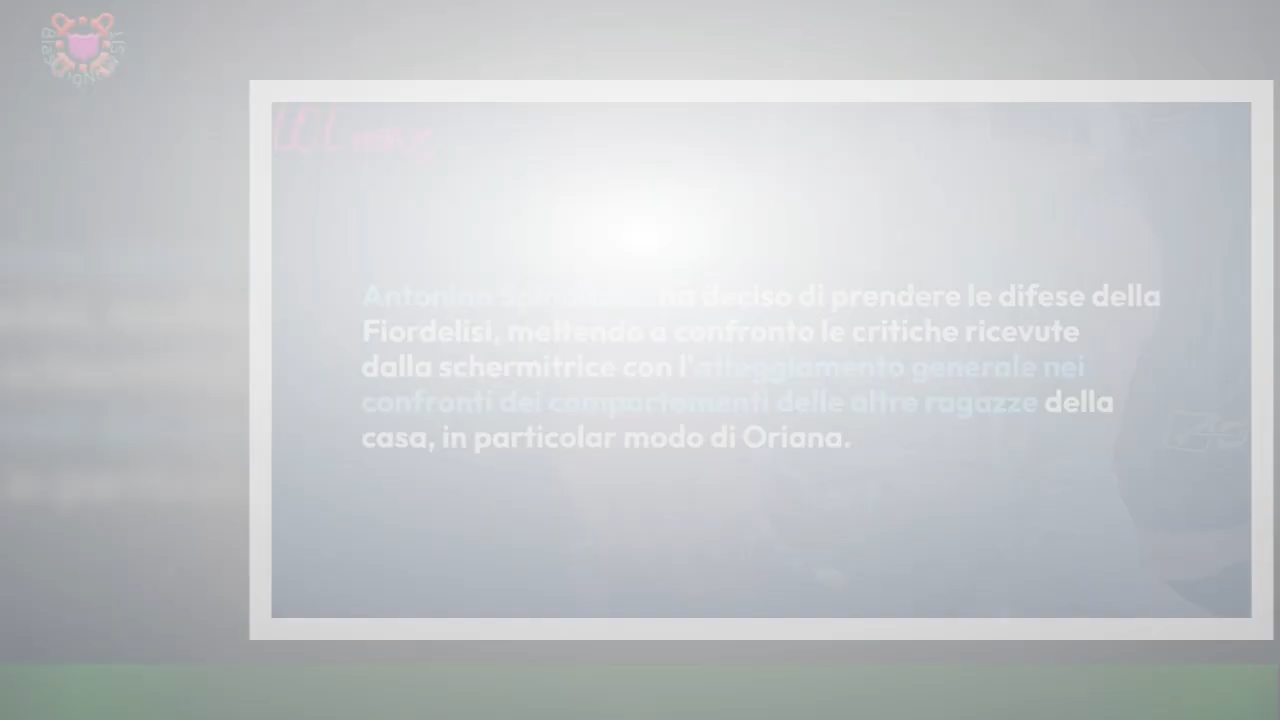 Antonino ha deciso di prendere le difese della
Fiordelisi, mettendo a confronto le critiche ricevute
dalla schermitrice con l'atteggiamento generale nei
confronti dei comportamenti delle altre ragazze della
casa, in particolar modo di Oriana.